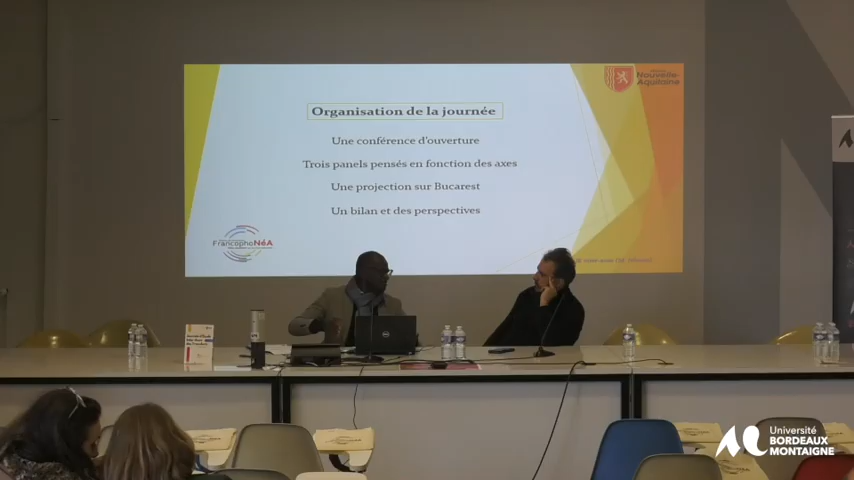 Nouvelle-
Aquitaine
Organisation de la journée
Une conférence d'ouverture
Trois panels pensés en fonction des axes
Une projection sur Bucarest
Un bilan et des perspectives
FrancophoNéA
Université
BORDEAUX
MONTAIGNE